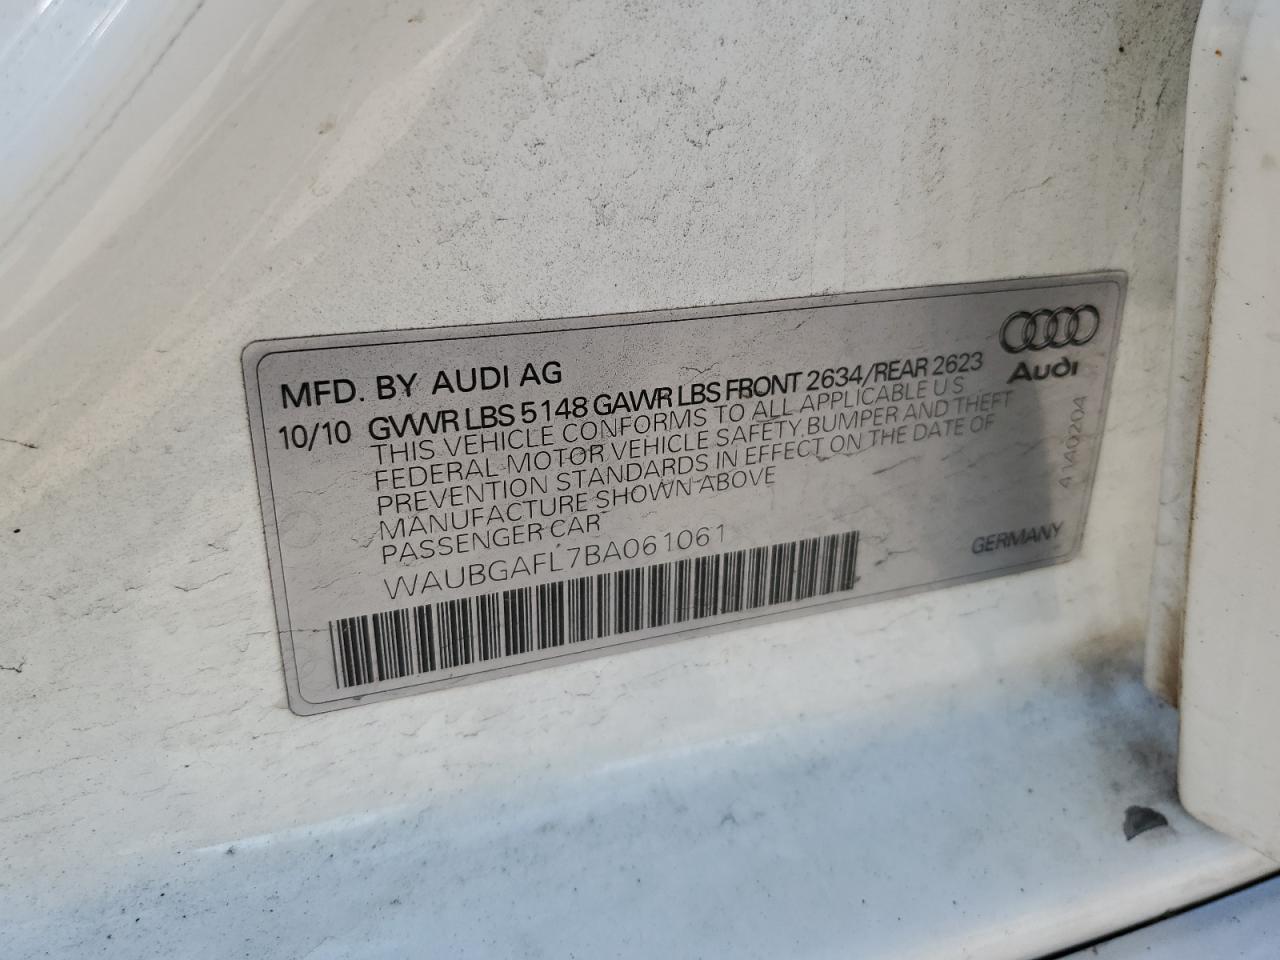 MFD. BY AUDI AG
10/10 GVWR LBS 5148 GAWR LBS FRONT 2634/REAR 2623
THIS VEHICLE CONFORMS TO ALL APPLICABLE U S
FEDERAL MOTOR VEHICLE SAFETY BUMPER AND THEFT
PREVENTION STANDARDS IN EFFECT ON THE DATE OF
MANUFACTURE SHOWN ABOVE
PASSENGER CAR
WAUBGAFL7BA061061
Audi
41A0204
GERMANY